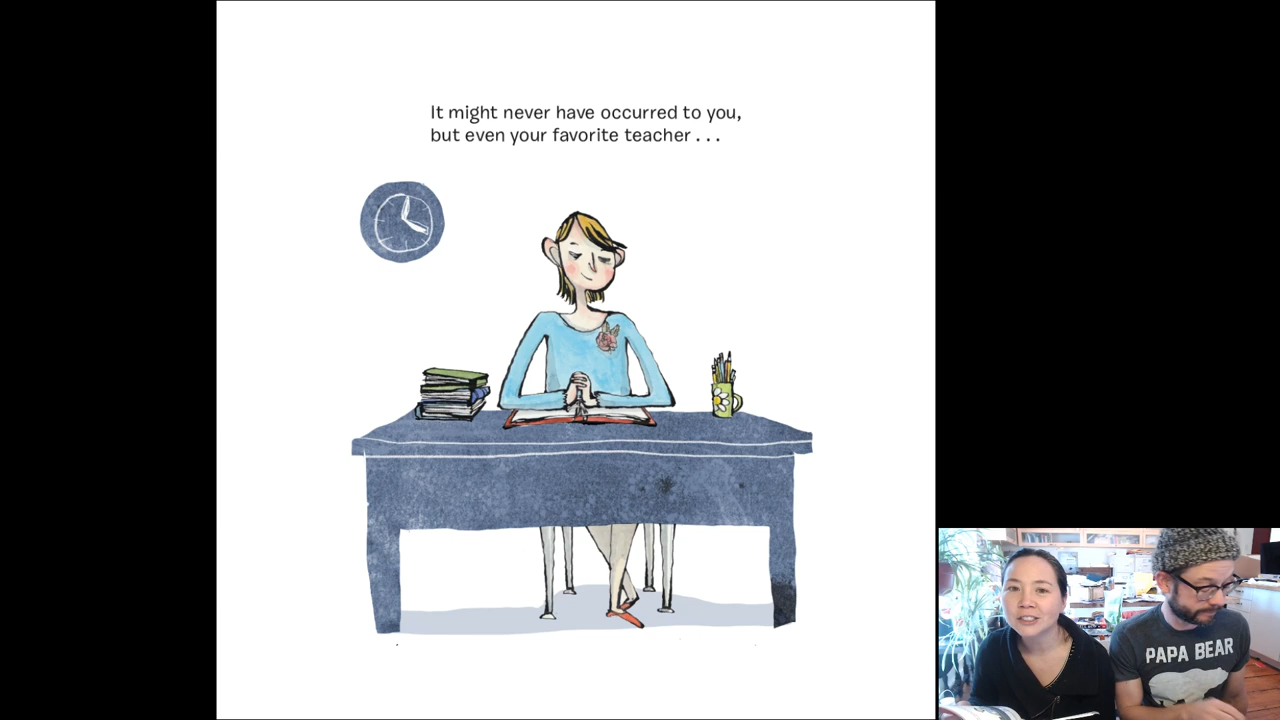 It might never have occurred to you,
but even your favorite teacher . . .
PAPA BEAR